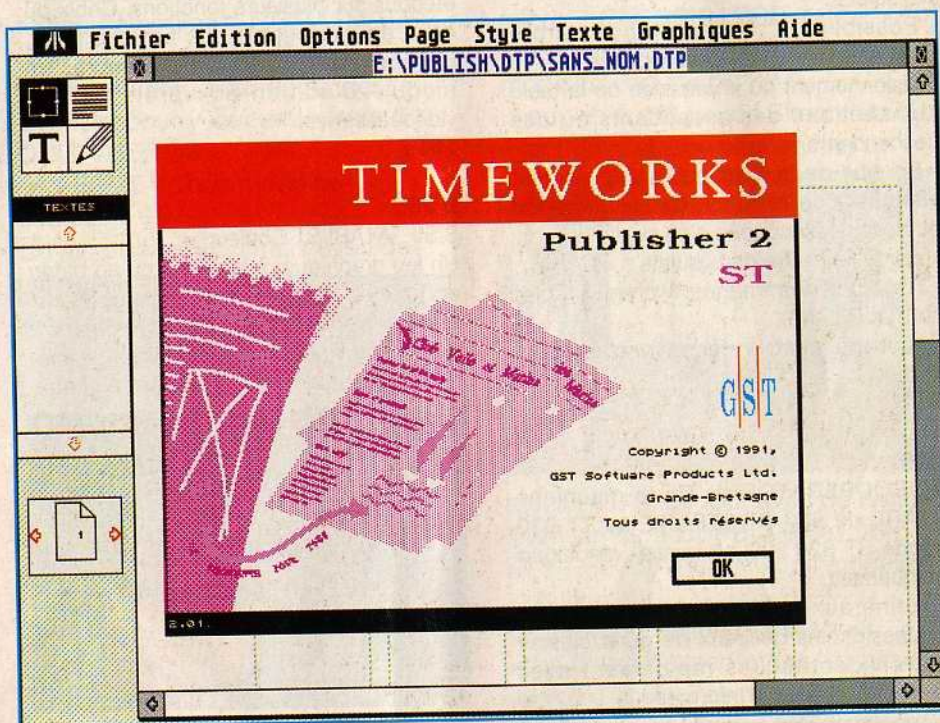 Fichier Edition Options Page Style Texte Graphiques Aide
E:\PUBLISH\DTP\SANS_NOM.DTP
T
TEXTES
1
TIMEWORKS
Publisher 2
ST
GST
Copyright © 1991,
GST Software Products Ltd.
Grande-Bretagne
Tous droits réservés
OK
2.01.